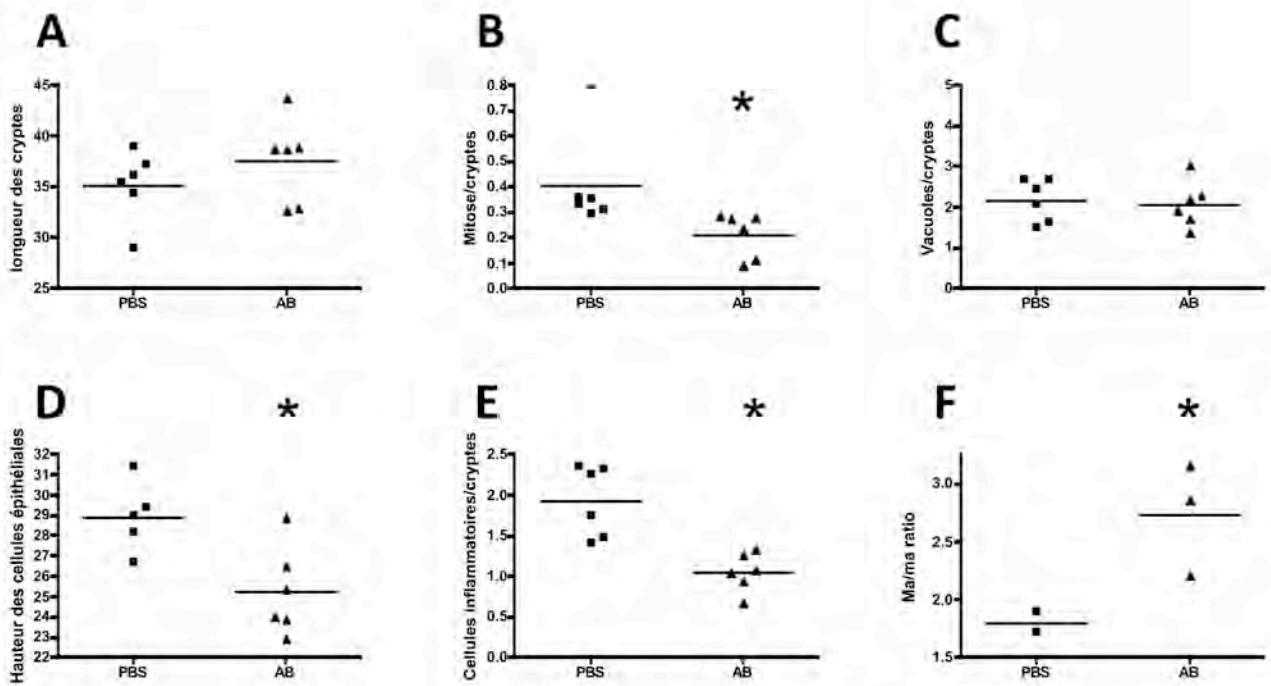 A
longueur des cryptes
45
40
35
30
25
PBS
AB
B
Mitose/cryptes
0.8
0.7
0.6
0.5
0.4
0.3
0.2
0.1
0.0
*
PBS
AB
C
Vacuoles/cryptes
5
4
3
2
1
0
PBS
AB
D
Hauteur des cellules épithéliales
32
31
30
29
28
27
26
25
24
23
22
*
PBS
AB
E
Cellules inflammatoires/cryptes
2.5
2.0
1.5
1.0
0.5
0.0
*
PBS
AB
F
Ma/ma ratio
3.0
2.5
2.0
1.5
*
PBS
AB